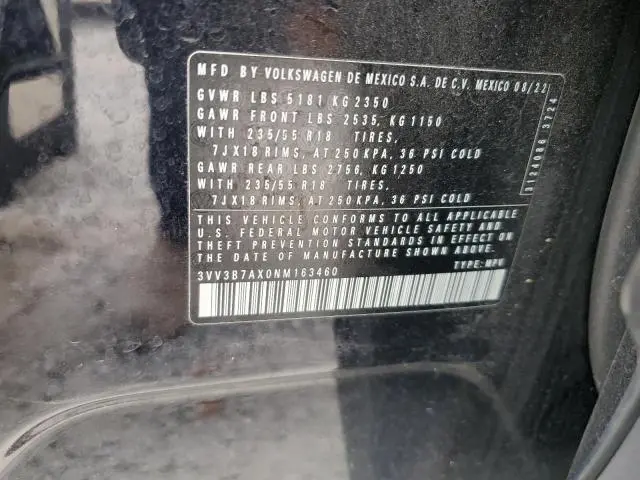 MFD BY VOLKSWAGEN DE MEXICO S.A. DE C.V. MEXICO 08/22
GVWR LBS 5181 KG 2350
GAWR FRONT LBS 2535, KG 1150
WITH 235/55 R18 TIRES,
7JX18 RIMS, AT 250 KPA, 36 PSI COLD
GAWR REAR LBS 2756, KG 1250
WITH 235/55 R18 TIRES,
7JX18 RIMS, AT 250 KPA, 36 PSI COLD
THIS VEHICLE CONFORMS TO ALL APPLICABLE
U.S. FEDERAL MOTOR VEHICLE SAFETY AND
THEFT PREVENTION STANDARDS IN EFFECT ON
THE DATE OF MANUFACTURE SHOWN ABOVE.
3VV3B7AX0NM163460 TYPE: MPV
3124086 3724